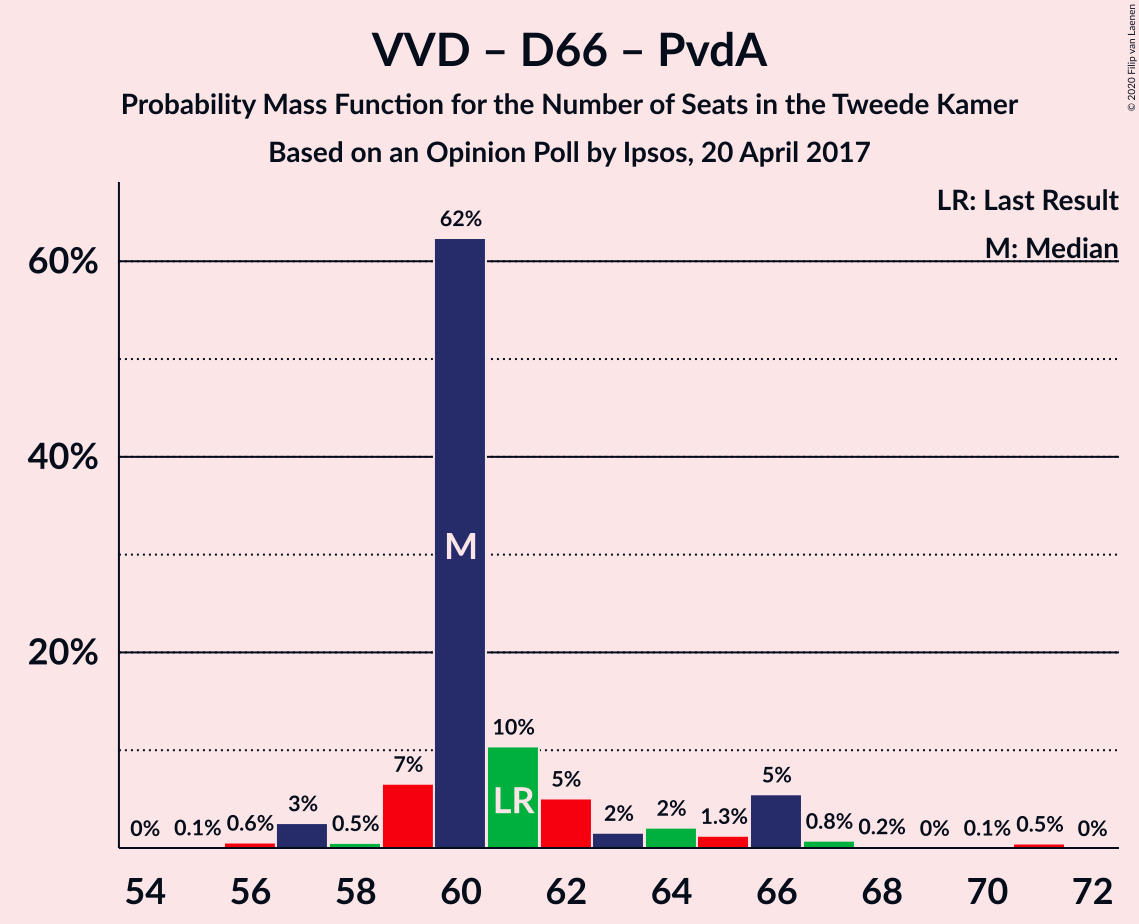 VVD – D66 – PvdA
Probability Mass Function for the Number of Seats in the Tweede Kamer
Based on an Opinion Poll by Ipsos, 20 April 2017
© 2020 Filip van Laenen
LR: Last Result
M: Median
60%
40%
20%
0%
0.1%
0.6%
3%
0.5%
7%
62%
M
10%
LR
5%
2%
2%
1.3%
5%
0.8%
0.2%
0%
0.1%
0.5%
0%
54 56 58 60 62 64 66 68 70 72